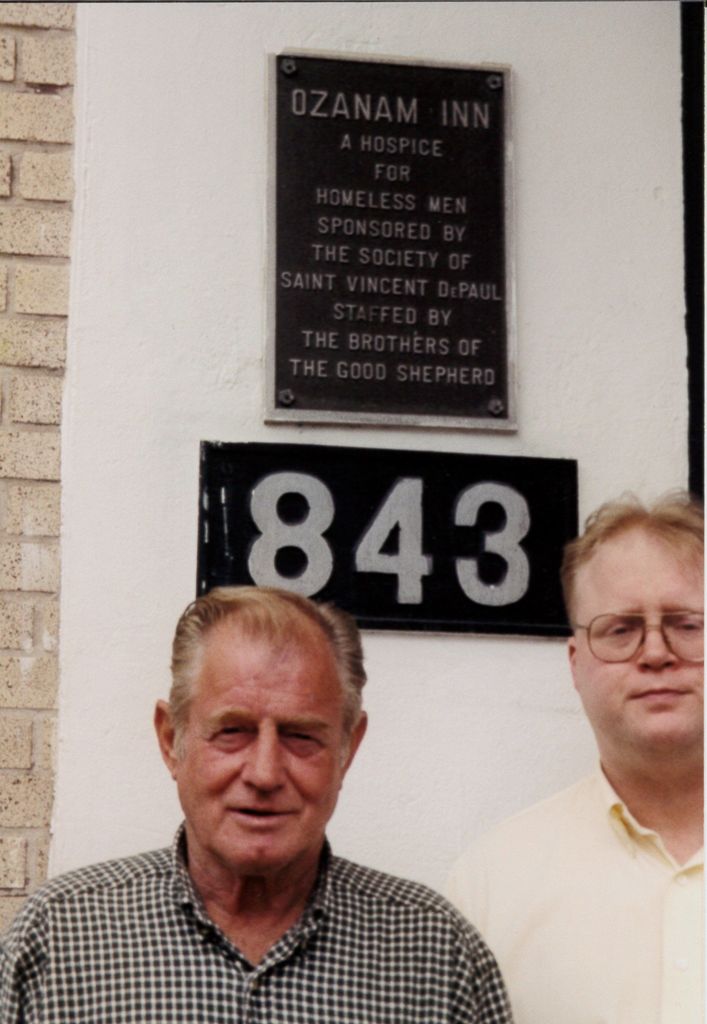 OZANAM INN
A HOSPICE
FOR
HOMELESS MEN
SPONSORED BY
THE SOCIETY OF
SAINT VINCENT DEPAUL
STAFFED BY
THE BROTHERS OF
THE GOOD SHEPHERD
843